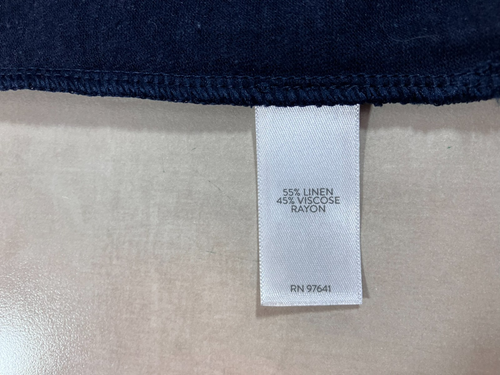 55% LINEN
45% VISCOSE
RAYON
RN 97641